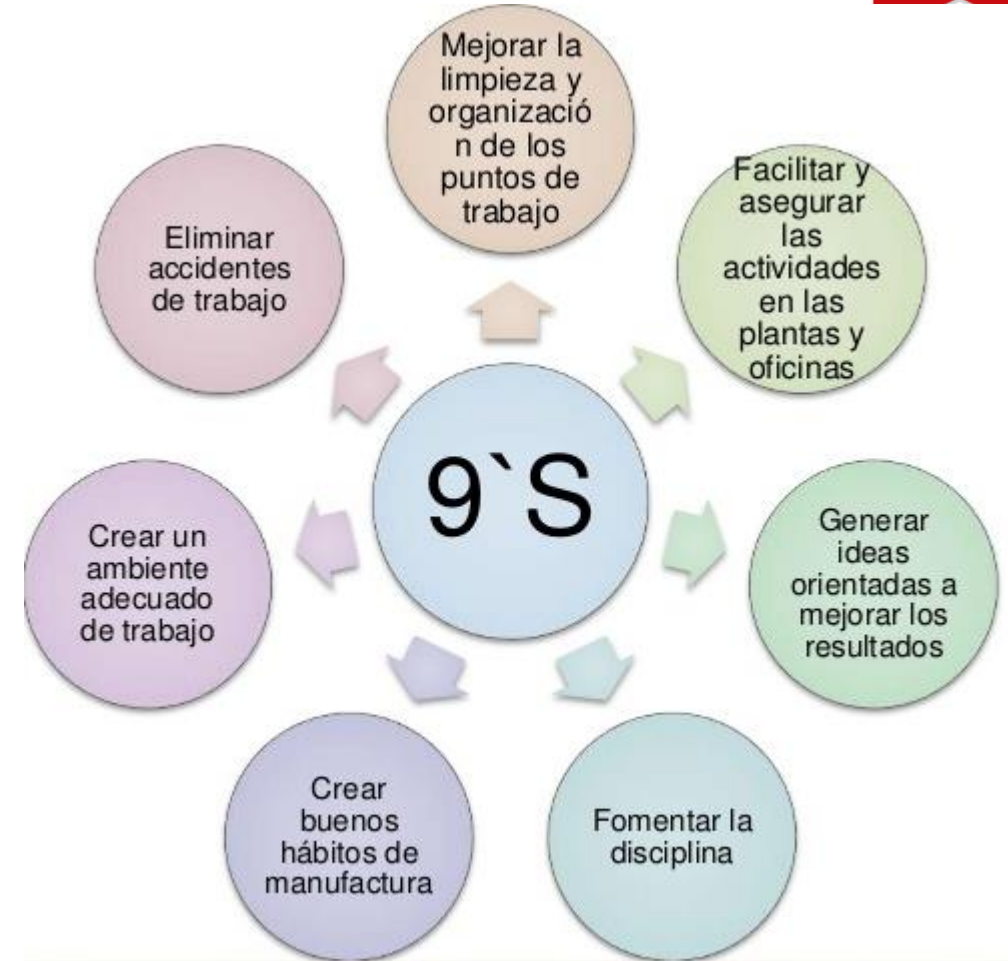 Mejorar la
limpieza y
organizació
n de los
puntos de
trabajo
Facilitar y
asegurar
las
actividades
en las
plantas y
oficinas
Generar
ideas
orientadas a
mejorar los
resultados
Fomentar la
disciplina
Crear
buenos
hábitos de
manufactura
Crear un
ambiente
adecuado
de trabajo
Eliminar
accidentes
de trabajo
9`S